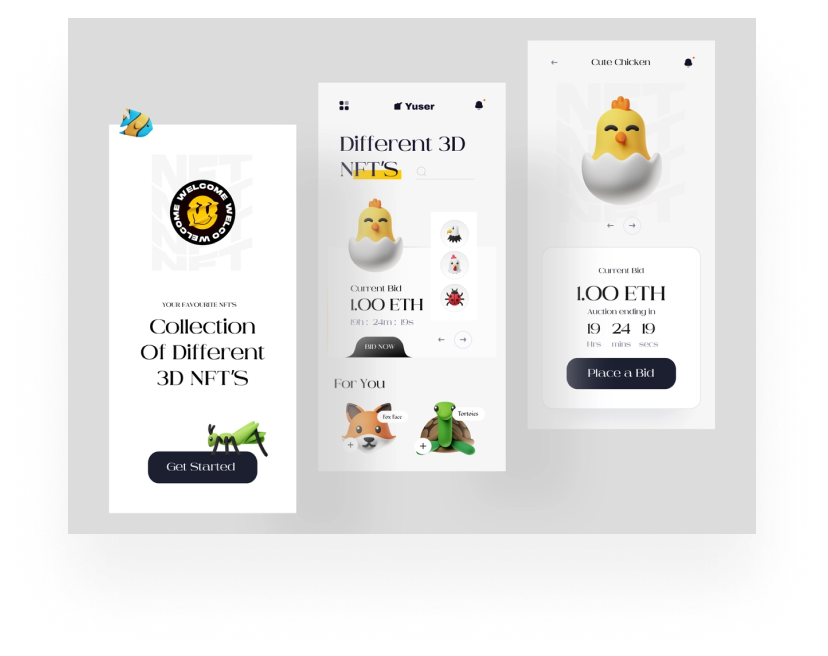 NFT
WELCOME WELCOME WELCO
NFT
YOUR FAVOURITE NFT'S
Collection
Of Different
3D NFT'S
Get Started
Yuser
Different 3D
NFT'S
Current Bid
1.00 ETH
19h : 24m : 19s
BID NOW
For You
Fox Face
Tortoies
Cute Chicken
NFT
Current Bid
1.00 ETH
Auction ending in
19 24 19
Hrs mins secs
Place a Bid